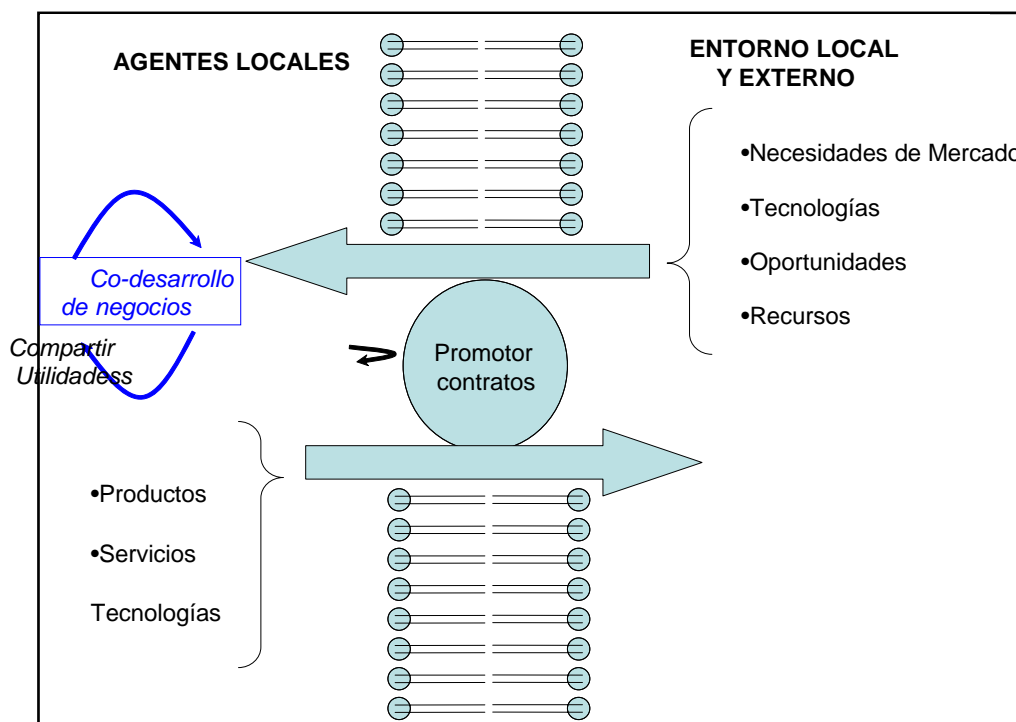 AGENTES LOCALES
ENTORNO LOCAL
Y EXTERNO
•Necesidades de Mercado
•Tecnologías
•Oportunidades
•Recursos
Co-desarrollo
de negocios
Compartir
Utilidadess
Promotor
contratos
•Productos
•Servicios
Tecnologías